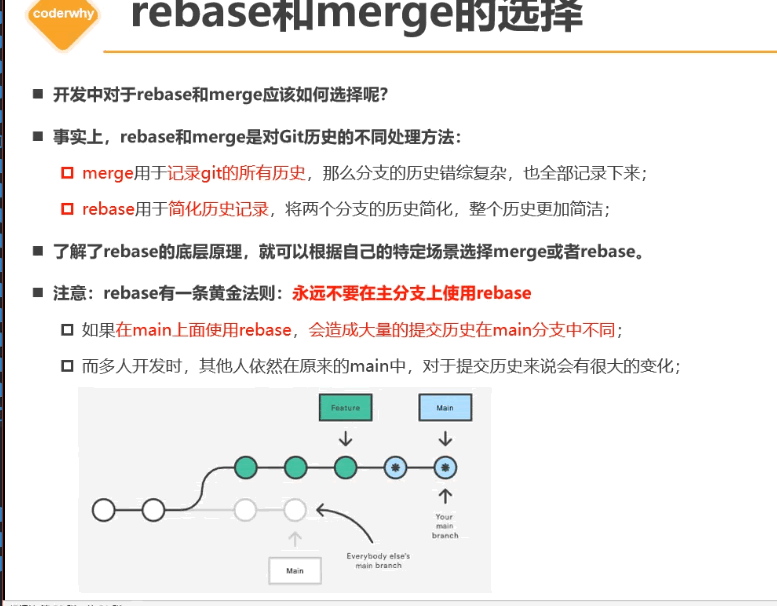 coderwhy
rebase和merge的选择
开发中对于rebase和merge应该如何选择呢？
事实上，rebase和merge是对Git历史的不同处理方法：
merge用于记录git的所有历史，那么分支的历史错综复杂，也全部记录下来；
rebase用于简化历史记录，将两个分支的历史简化，整个历史更加简洁；
了解了rebase的底层原理，就可以根据自己的特定场景选择merge或者rebase。
注意：rebase有一条黄金法则：永远不要在主分支上使用rebase
如果在main上面使用rebase，会造成大量的提交历史在main分支中不同；
而多人开发时，其他人依然在原来的main中，对于提交历史来说会有很大的变化；
Feature
Main
Your
main
branch
Everybody else's
main branch
Main